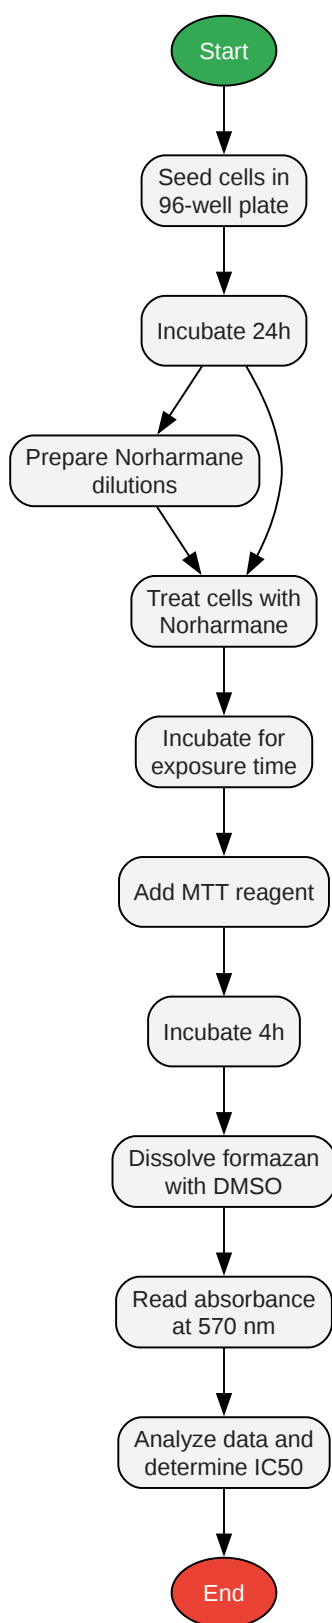 Start
Seed cells in
96-well plate
Incubate 24h
Prepare Norharmane
dilutions
Treat cells with
Norharmane
Incubate for
exposure time
Add MTT reagent
Incubate 4h
Dissolve formazan
with DMSO
Read absorbance
at 570 nm
Analyze data and
determine IC50
End